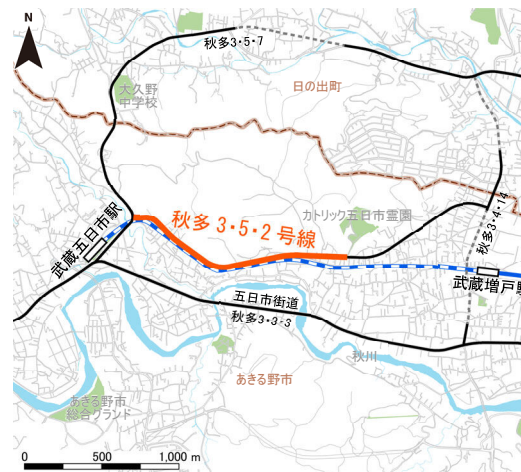 N
秋多3・5・7
大久野
中学校
日の出町
秋多3・5・2号線
カトリック五日市霊園
秋多3・4・14
武蔵五日市駅
武蔵増戸駅
五日市街道
秋多3・3・3
秋川
あきる野市
あきる野市
総合グランド
0 500 1,000 m